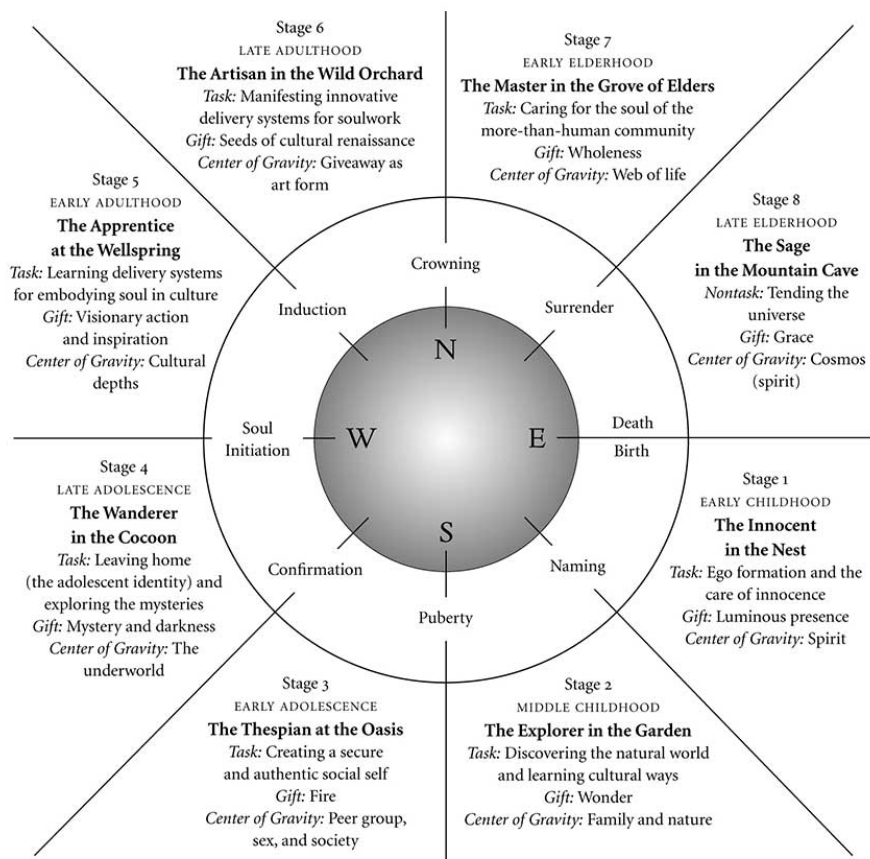 Stage 6
LATE ADULTHOOD
The Artisan in the Wild Orchard
Task: Manifesting innovative
delivery systems for soulwork
Gift: Seeds of cultural renaissance
Center of Gravity: Giveaway as
art form
Stage 7
EARLY ELDERHOOD
The Master in the Grove of Elders
Task: Caring for the soul of the
more-than-human community
Gift: Wholeness
Center of Gravity: Web of life
Stage 5
EARLY ADULTHOOD
The Apprentice
at the Wellspring
Task: Learning delivery systems
for embodying soul in culture
Gift: Visionary action
and inspiration
Center of Gravity: Cultural
depths
Stage 8
LATE ELDERHOOD
The Sage
in the Mountain Cave
Nontask: Tending the
universe
Gift: Grace
Center of Gravity: Cosmos
(spirit)
Crowning
Induction
Surrender
N
Soul
Initiation
W
E
Death
Birth
S
Confirmation
Naming
Puberty
Stage 4
LATE ADOLESCENCE
The Wanderer
in the Cocoon
Task: Leaving home
(the adolescent identity) and
exploring the mysteries
Gift: Mystery and darkness
Center of Gravity: The
underworld
Stage 1
EARLY CHILDHOOD
The Innocent
in the Nest
Task: Ego formation and the
care of innocence
Gift: Luminous presence
Center of Gravity: Spirit
Stage 3
EARLY ADOLESCENCE
The Thespian at the Oasis
Task: Creating a secure
and authentic social self
Gift: Fire
Center of Gravity: Peer group,
sex, and society
Stage 2
MIDDLE CHILDHOOD
The Explorer in the Garden
Task: Discovering the natural world
and learning cultural ways
Gift: Wonder
Center of Gravity: Family and nature